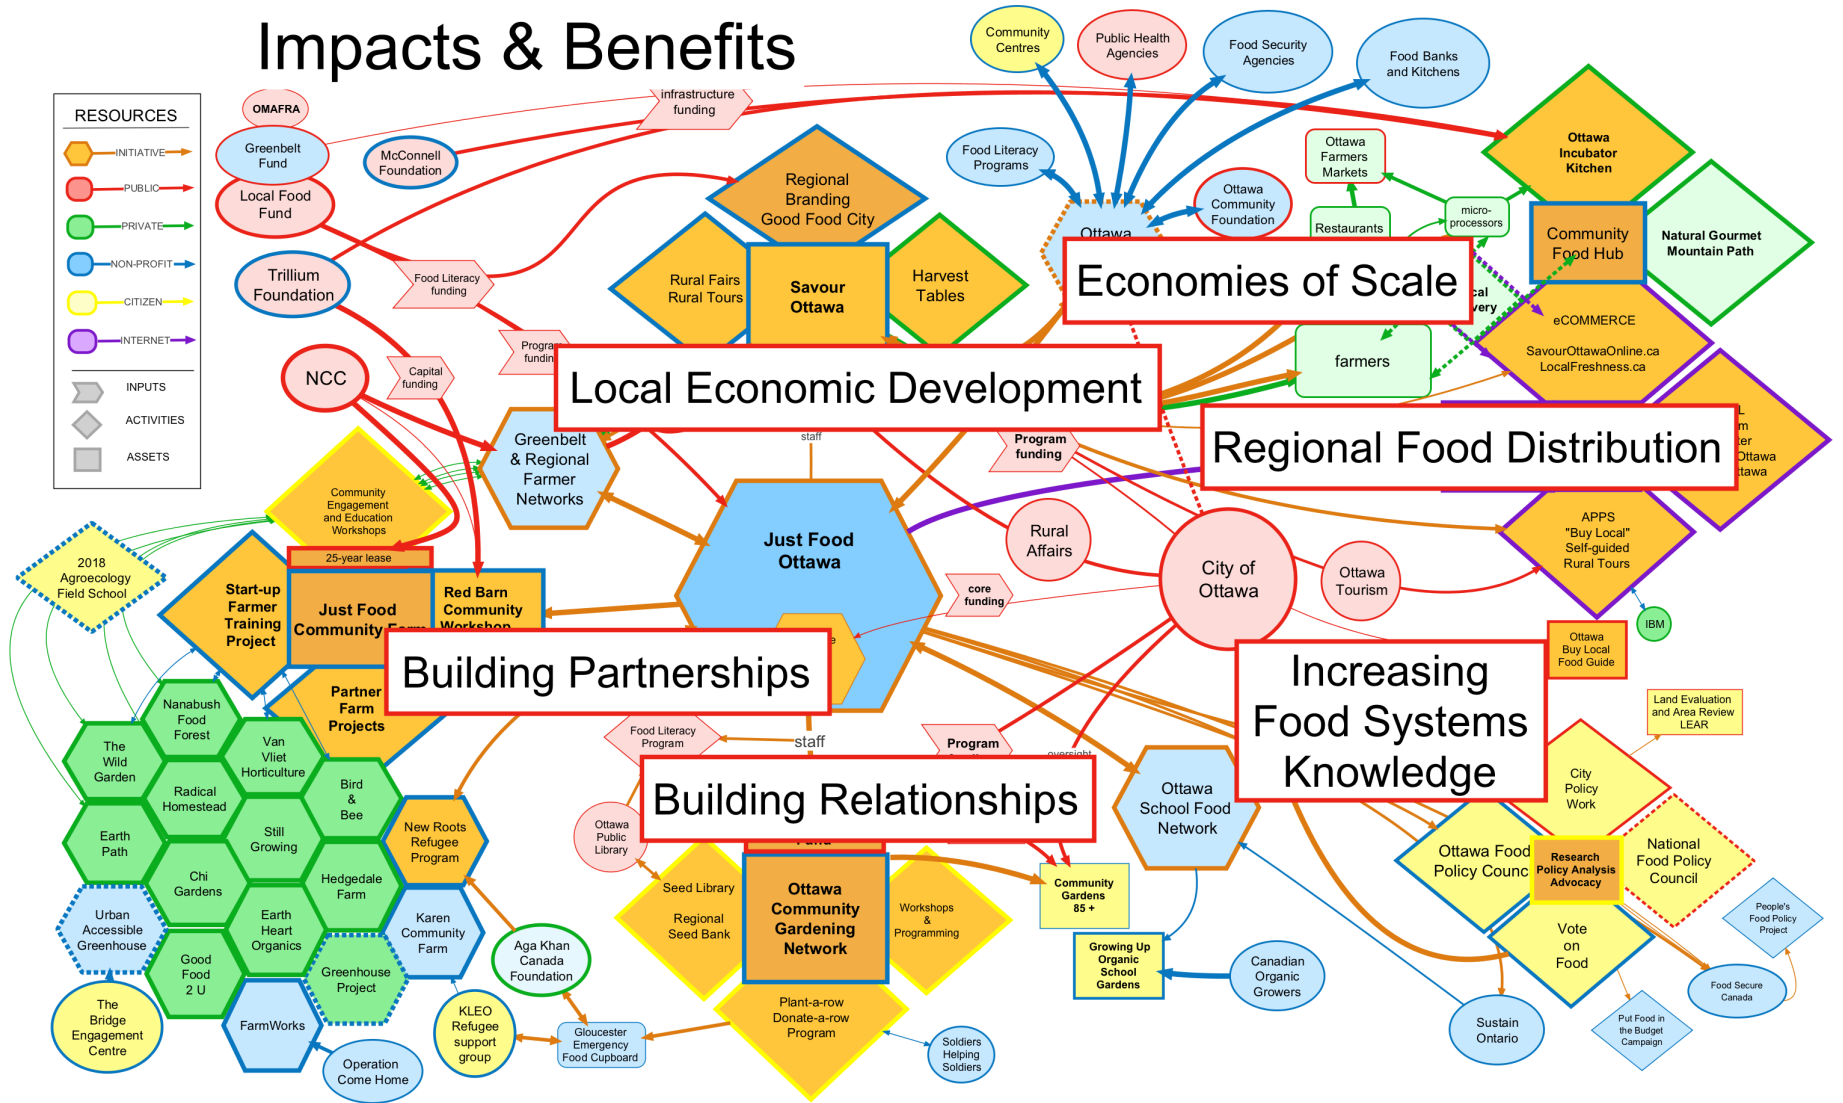 Impacts & Benefits
RESOURCES
INITIATIVE
PUBLIC
PRIVATE
NON-PROFIT
CITIZEN
INTERNET
INPUTS
ACTIVITIES
ASSETS
OMAFRA
Greenbelt
Fund
Local Food
Fund
McConnell
Foundation
infrastructure
funding
Trillium
Foundation
Food Literacy
funding
NCC
Capital
funding
Regional
Branding
Good Food City
Rural Fairs
Rural Tours
Savour
Ottawa
Harvest
Tables
Community
Centres
Public Health
Agencies
Food Security
Agencies
Food Banks
and Kitchens
Food Literacy
Programs
Ottawa
Community
Foundation
Ottawa
Ottawa
Farmers
Markets
Restaurants
micro-
processors
Ottawa
Incubator
Kitchen
Community
Food Hub
Natural Gourmet
Mountain Path
Economies of Scale
eCOMMERCE
SavourOttawaOnline.ca
LocalFreshness.ca
farmers
Local Economic Development
Regional Food Distribution
Ottawa
staff
Program
funding
Greenbelt
& Regional
Farmer
Networks
Community
Engagement
and Education
Workshops
2018
Agroecology
Field School
25-year lease
Start-up
Farmer
Training
Project
Just Food
Community Farm
Red Barn
Community
Workshop
Partner
Farm
Projects
Just Food
Ottawa
core
funding
Rural
Affairs
City of
Ottawa
Ottawa
Tourism
APPS
"Buy Local"
Self-guided
Rural Tours
IBM
Ottawa
Buy Local
Food Guide
Building Partnerships
Increasing
Food Systems
Knowledge
Land Evaluation
and Area Review
LEAR
City
Policy
Work
Food Literacy
Program
staff
Program
oversight
Building Relationships
Ottawa
Public
Library
Fund
Seed Library
Regional
Seed Bank
Ottawa
Community
Gardening
Network
Workshops
&
Programming
Plant-a-row
Donate-a-row
Program
Community
Gardens
85 +
Growing Up
Organic
School
Gardens
Ottawa
School Food
Network
Canadian
Organic
Growers
Ottawa Food
Policy Council
Research
Policy Analysis
Advocacy
National
Food Policy
Council
Vote
on
Food
People's
Food Policy
Project
Food Secure
Canada
Put Food in
the Budget
Campaign
Sustain
Ontario
Soldiers
Helping
Soldiers
Gloucester
Emergency
Food Cupboard
Aga Khan
Canada
Foundation
KLEO
Refugee
support
group
New Roots
Refugee
Program
Karen
Community
Farm
Nanabush
Food
Forest
The
Wild
Garden
Van
Vliet
Horticulture
Radical
Homestead
Bird
&
Bee
Earth
Path
Still
Growing
Chi
Gardens
Hedgedale
Farm
Urban
Accessible
Greenhouse
Earth
Heart
Organics
Good
Food
2 U
Greenhouse
Project
The
Bridge
Engagement
Centre
FarmWorks
Operation
Come Home